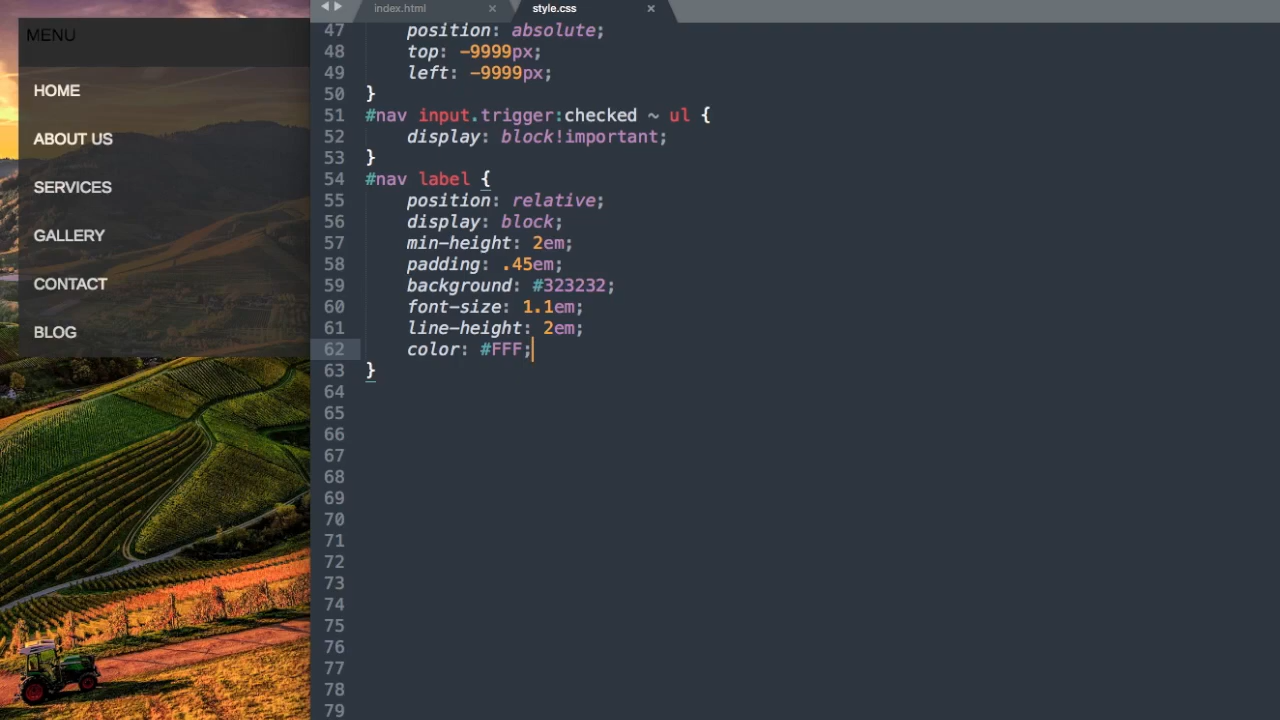 MENU
HOME
ABOUT US
SERVICES
GALLERY
CONTACT
BLOG
index.html
style.css
47 position: absolute;
48 top: -9999px;
49 left: -9999px;
50 }
51 #nav input.trigger:checked ~ ul {
52 display: block!important;
53 }
54 #nav label {
55 position: relative;
56 display: block;
57 min-height: 2em;
58 padding: .45em;
59 background: #323232;
60 font-size: 1.1em;
61 line-height: 2em;
62 color: #FFF;
63 }
64
65
66
67
68
69
70
71
72
73
74
75
76
77
78
79